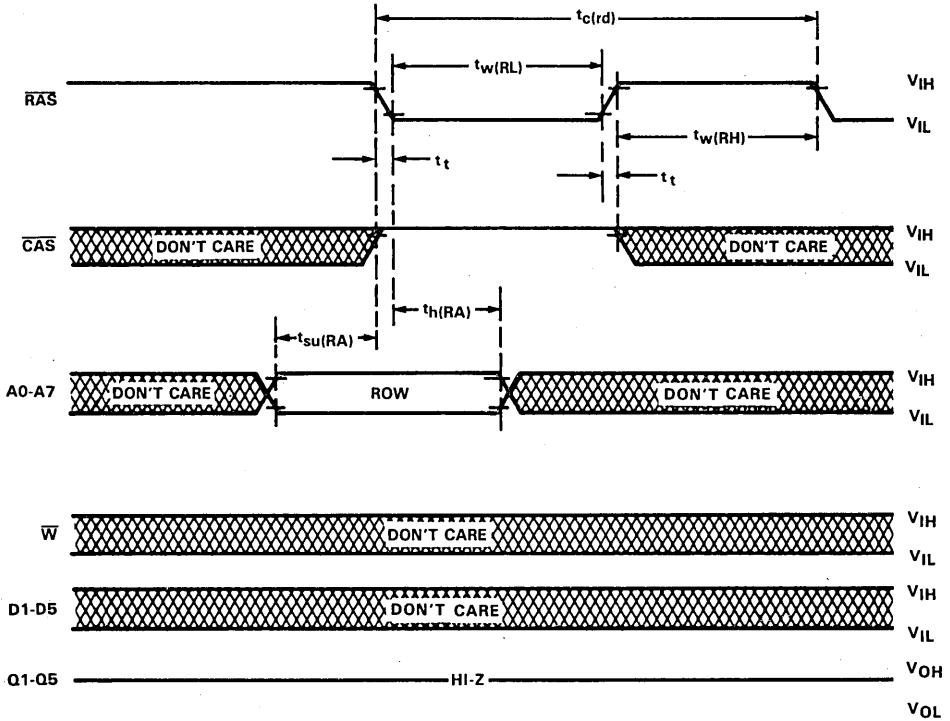 tc(rd)
tw(RL)
RAS
VIH
VIL
tw(RH)
tt
tt
CAS
DON'T CARE
DON'T CARE
VIH
VIL
th(RA)
tsu(RA)
A0-A7
DON'T CARE
ROW
DON'T CARE
VIH
VIL
W
DON'T CARE
VIH
VIL
D1-D5
DON'T CARE
VIH
VIL
Q1-Q5
HI-Z
VOH
VOL